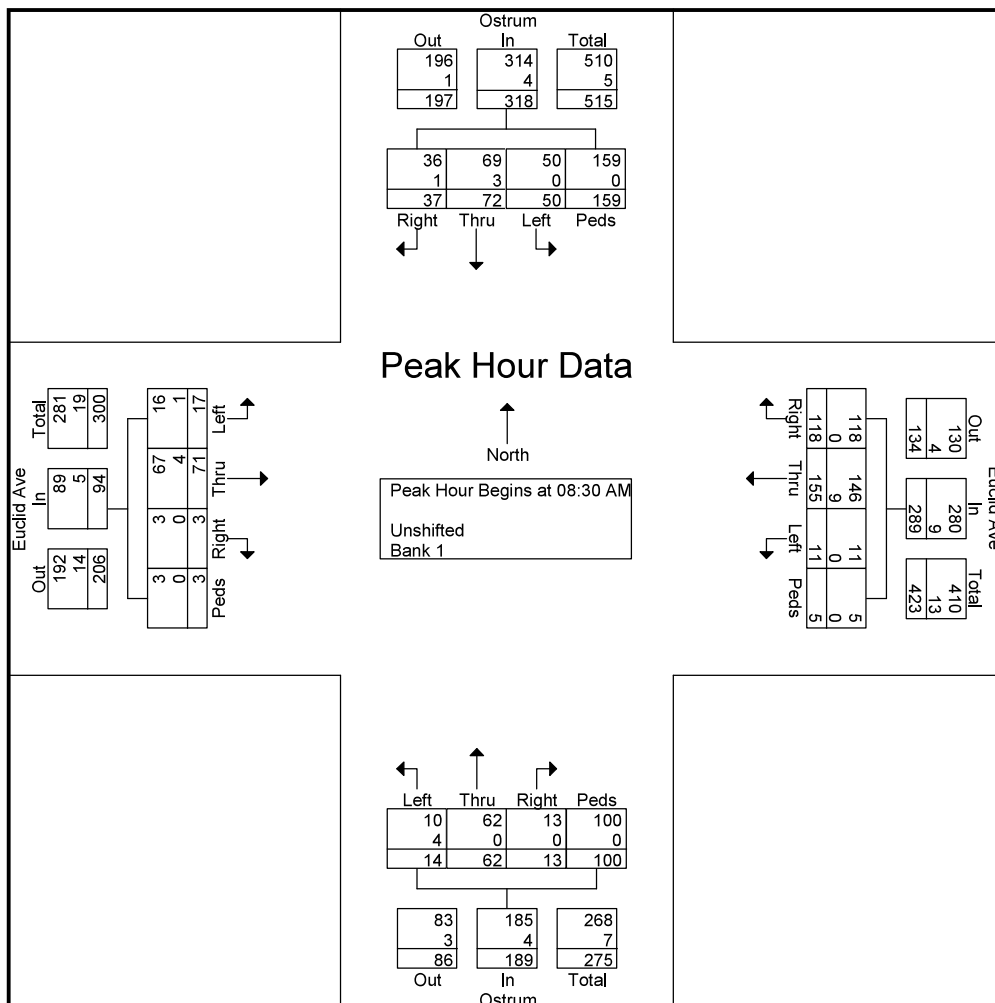 Ostrum
Out In Total
196 314 510
1 4 5
197 318 515
36 69 50 159
1 3 0 0
37 72 50 159
Right Thru Left Peds
Peak Hour Data
North
Peak Hour Begins at 08:30 AM
Unshifted
Bank 1
Euclid Ave
Out In Total
192 89 281
14 5 19
206 94 300
Peds Right Thru Left
3 3 67 16
0 0 4 1
3 3 71 17
Euclid Ave
Out In Total
130 280 410
4 9 13
134 289 423
118 146 11 5
0 9 0 0
118 155 11 5
Right Thru Left Peds
Left Thru Right Peds
10 62 13 100
4 0 0 0
14 62 13 100
83 185 268
3 4 7
86 189 275
Out In Total
Ostrum